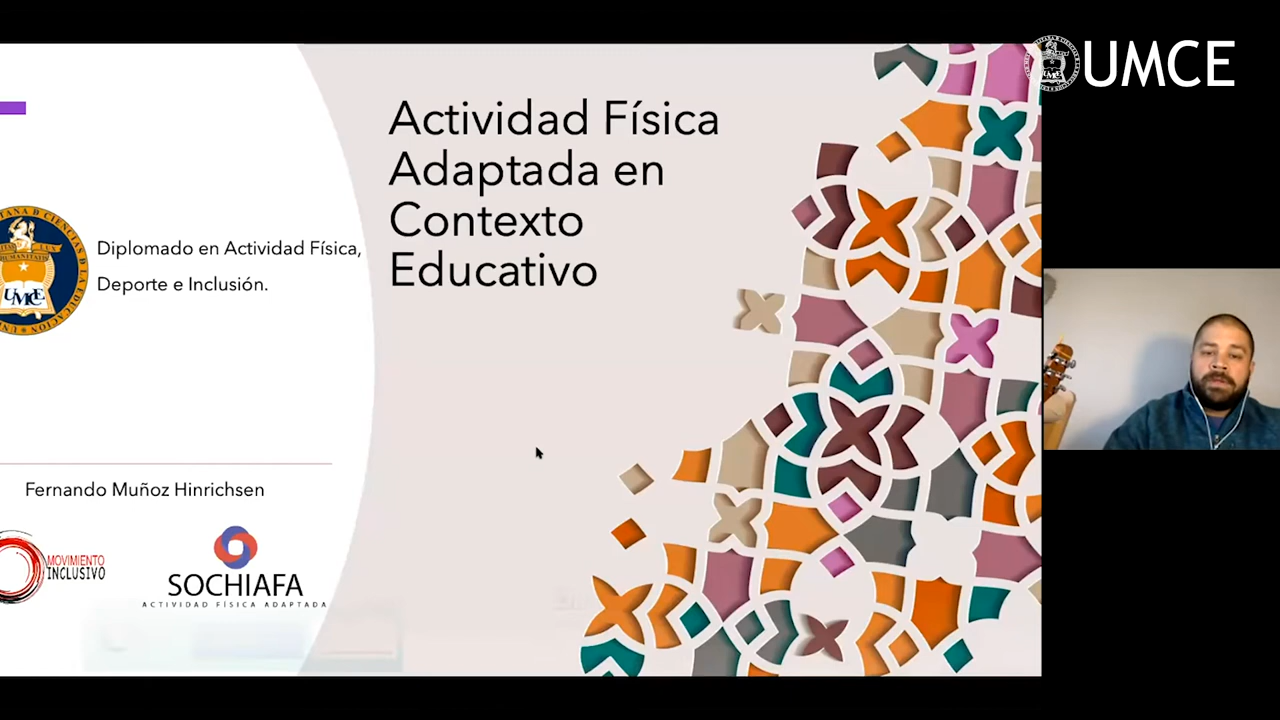 UMCE
Actividad Física
Adaptada en
Contexto
Educativo
Diplomado en Actividad Física,
Deporte e Inclusión.
UMCE
Fernando Muñoz Hinrichsen
MOVIMIENTO
INCLUSIVO
SOCHIAFA
ACTIVIDAD FÍSICA ADAPTADA